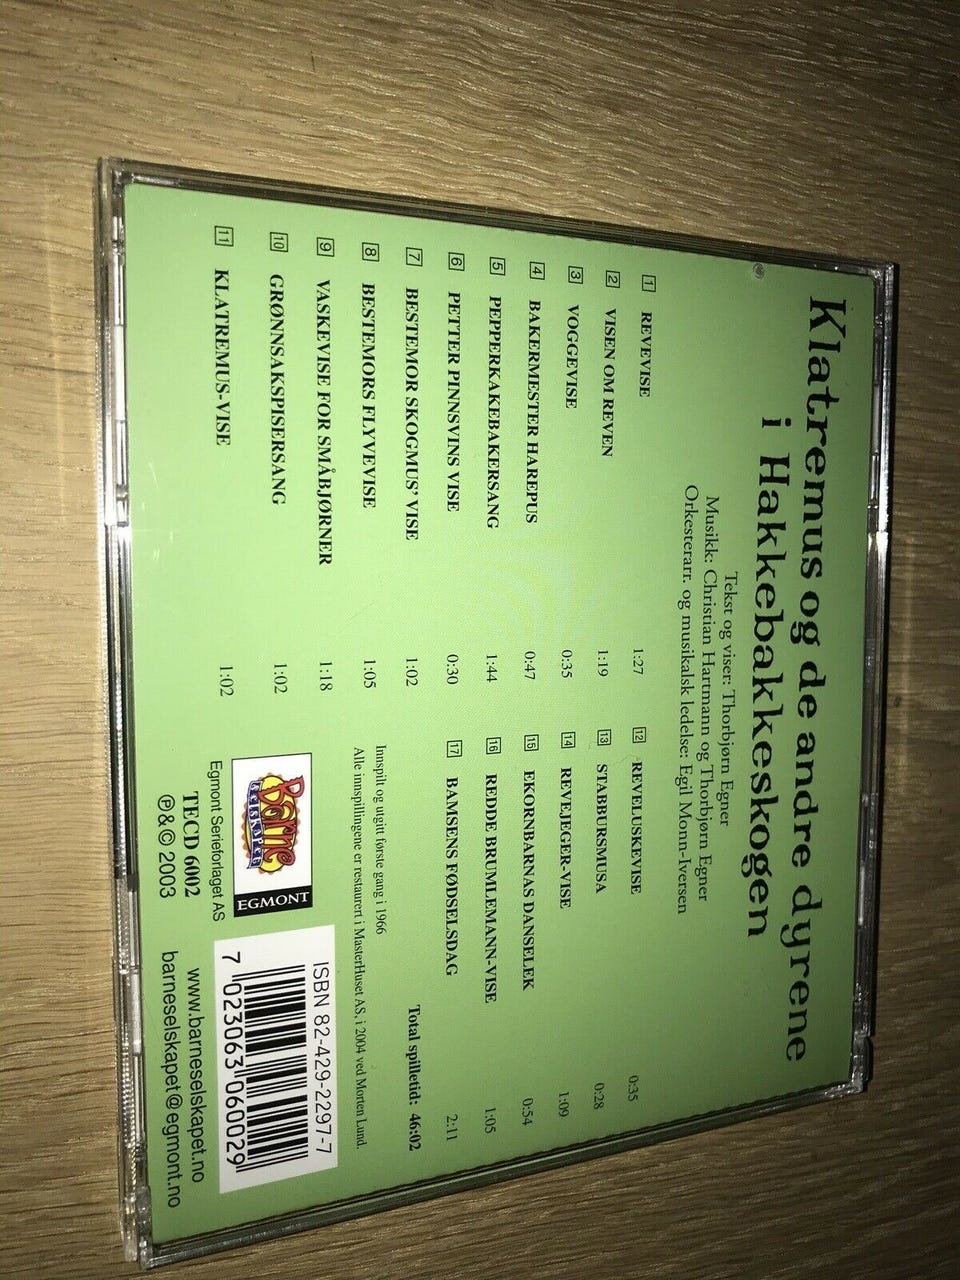 Klatremus og de andre dyrene
i Hakkebakkeskogen
Tekst og viser: Thorbjørn Egner
Musikk: Christian Hartmann og Thorbjørn Egner
Orkesterarr. og musikalsk ledelse: Egil Monn-Iversen
1 REVEVISE 1:27
2 VISEN OM REVEN 1:19
3 VOGGEVISE 0:35
4 BAKERMESTER HAREPUS 0:47
5 PEPPERKAKEBAKERSANG 1:44
6 PETTER PINNSVINS VISE 0:30
7 BESTEMOR SKOGMUS' VISE 1:02
8 BESTEMORS FLYVEVISE 1:05
9 VASKEVISE FOR SMÅBJØRNER 1:18
10 GRØNNSAKSPISERSANG 1:02
11 KLATREMUS-VISE 1:02
12 REVELUSKEVISE 0:35
13 STABBURSMUSA 0:28
14 REVEJEGER-VISE 1:09
15 EKORNBARNAS DANSELEK 0:54
16 REDDE BRUMLEMANN-VISE 1:05
17 BAMSENS FØDSELSDAG 2:11
Total spilletid: 46:02
Innspilt og utgitt første gang i 1966
Alle innspillingene er restaurert i MasterHuset AS, i 2004 ved Morten Lund.
Barne
selskapet
EGMONT
Egmont Serieforlaget AS
TECD 6002
℗&© 2003
ISBN 82-429-2297-7
7 023063 060029
www.barneselskapet.no
barneselskapet@egmont.no